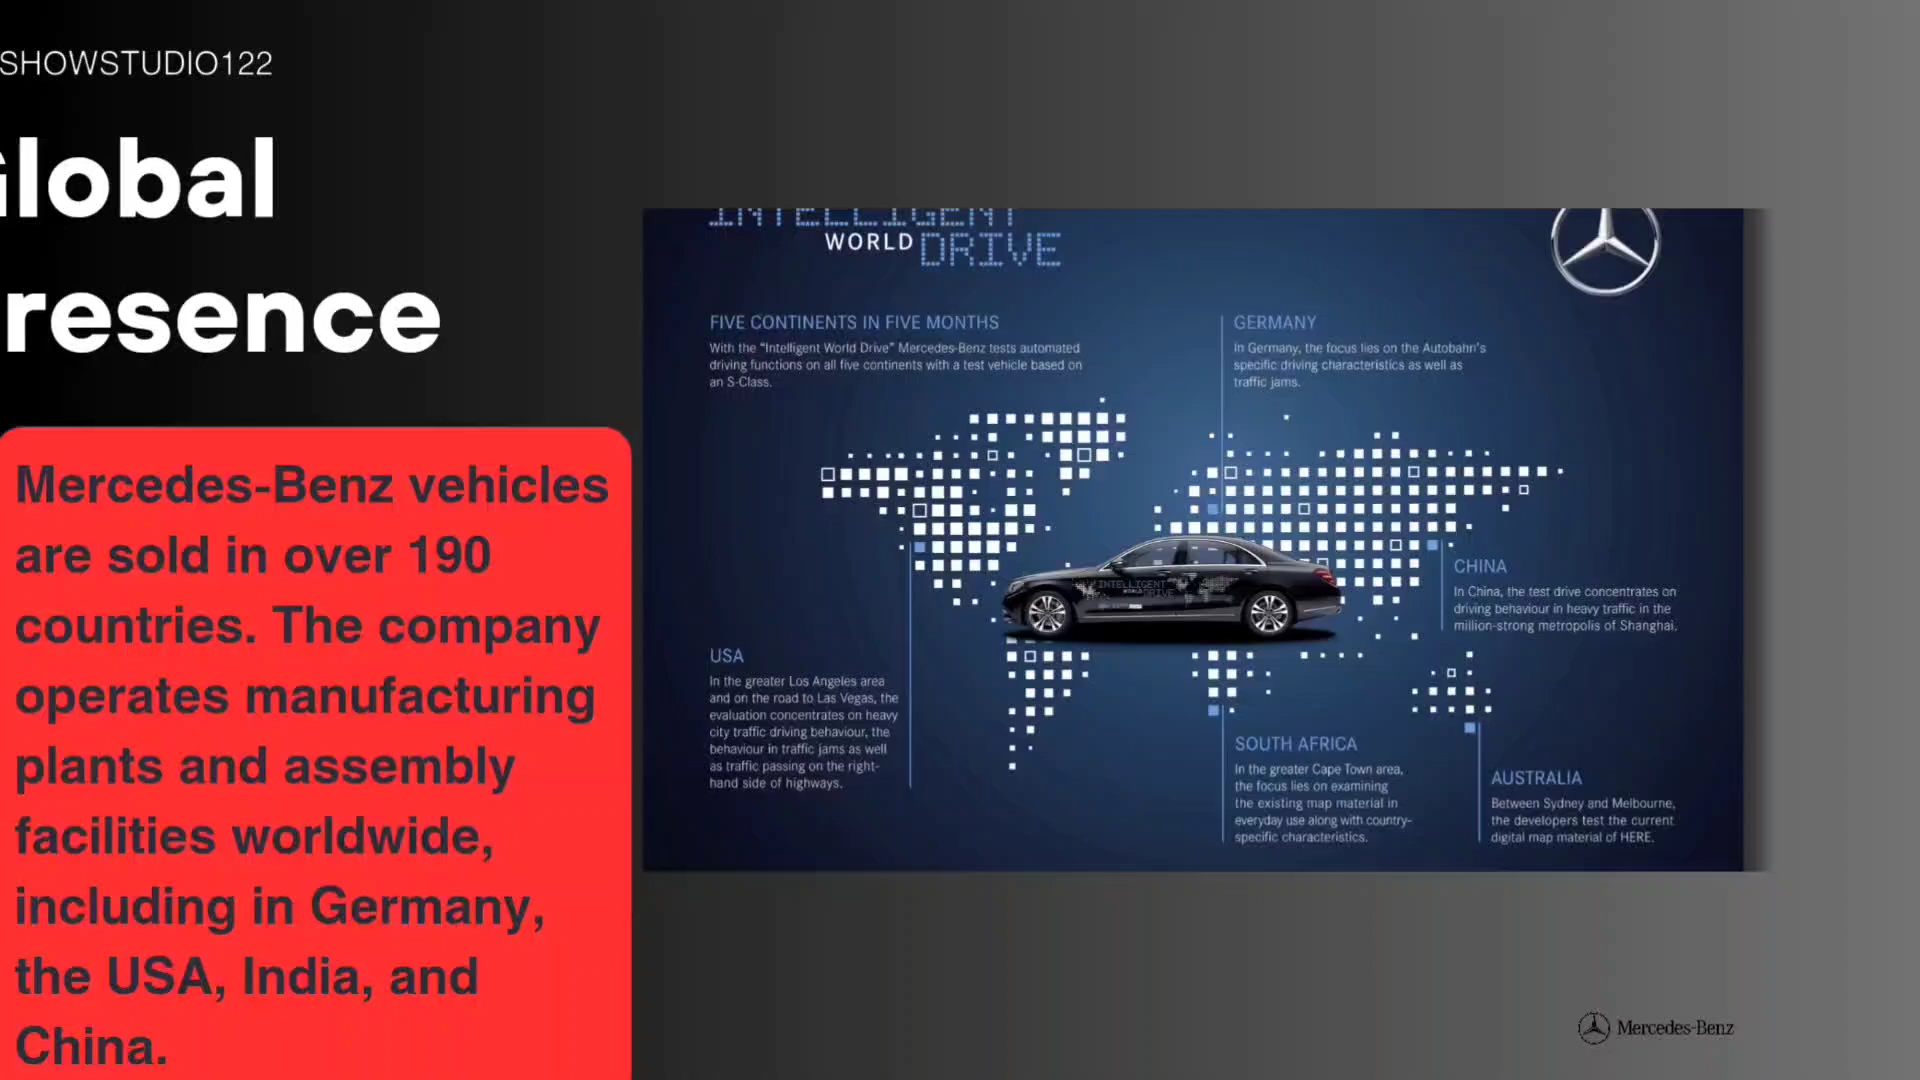 SHOWSTUDIO122
Global
resence
Mercedes-Benz vehicles
are sold in over 190
countries. The company
operates manufacturing
plants and assembly
facilities worldwide,
including in Germany,
the USA, India, and
China.
INTELLIGENT
WORLD DRIVE
FIVE CONTINENTS IN FIVE MONTHS
With the “Intelligent World Drive” Mercedes-Benz tests automated
driving functions on all five continents with a test vehicle based on
an S-Class.
GERMANY
In Germany, the focus lies on the Autobahn's
specific driving characteristics as well as
traffic jams.
CHINA
In China, the test drive concentrates on
driving behaviour in heavy traffic in the
million-strong metropolis of Shanghai.
INTELLIGENT
WORLD DRIVE
USA
In the greater Los Angeles area
and on the road to Las Vegas, the
evaluation concentrates on heavy
city traffic driving behaviour, the
behaviour in traffic jams as well
as traffic passing on the right-
hand side of highways.
SOUTH AFRICA
In the greater Cape Town area,
the focus lies on examining
the existing map material in
everyday use along with country-
specific characteristics.
AUSTRALIA
Between Sydney and Melbourne,
the developers test the current
digital map material of HERE.
Mercedes-Benz